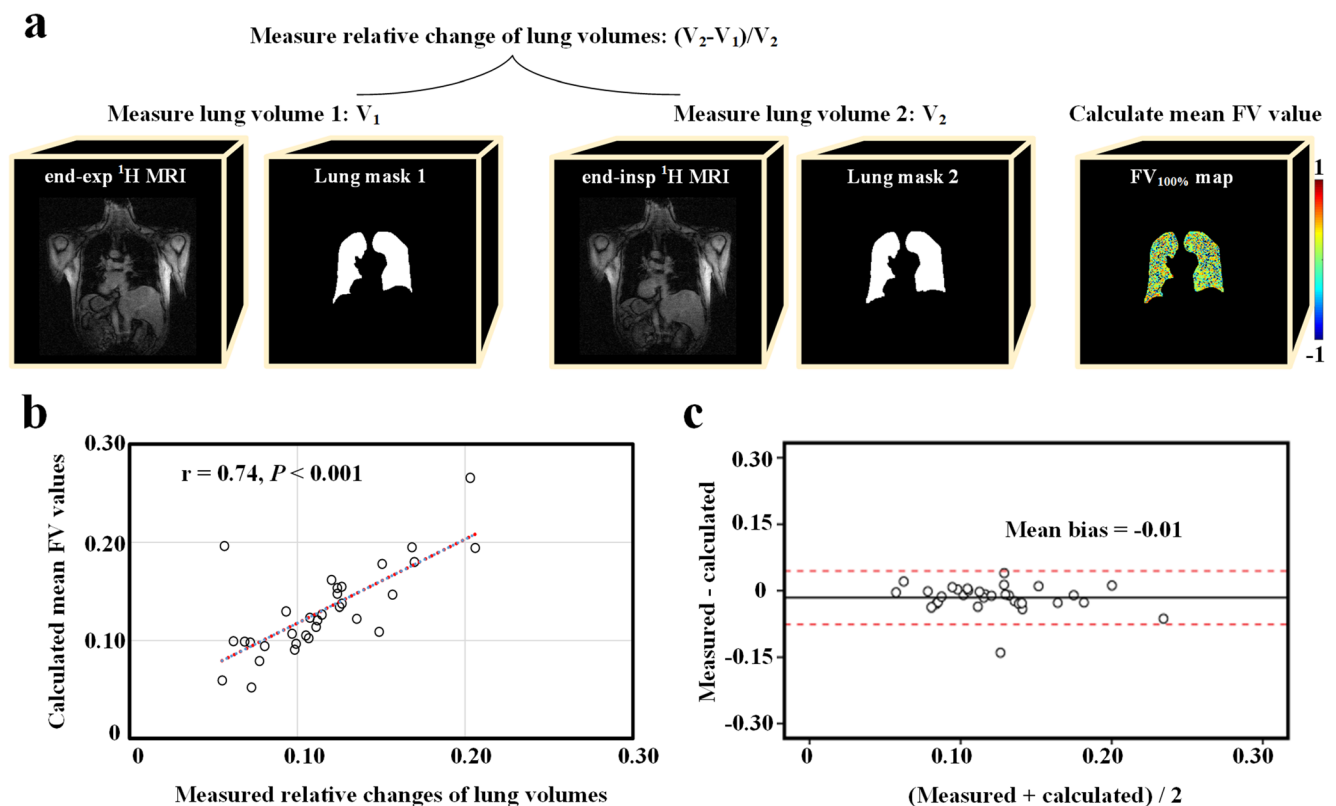 a
Measure relative change of lung volumes: (V₂-V₁)/V₂
Measure lung volume 1: V₁
Measure lung volume 2: V₂
Calculate mean FV value
end-exp ¹H MRI
Lung mask 1
end-insp ¹H MRI
Lung mask 2
FV₁₀₀% map
1
-1
b
r = 0.74, P < 0.001
Calculated mean FV values
0.30
0.20
0.10
0
0
0.10
0.20
0.30
Measured relative changes of lung volumes
c
Mean bias = -0.01
Measured - calculated
0.30
0.15
0
-0.15
-0.30
0
0.10
0.20
0.30
(Measured + calculated) / 2